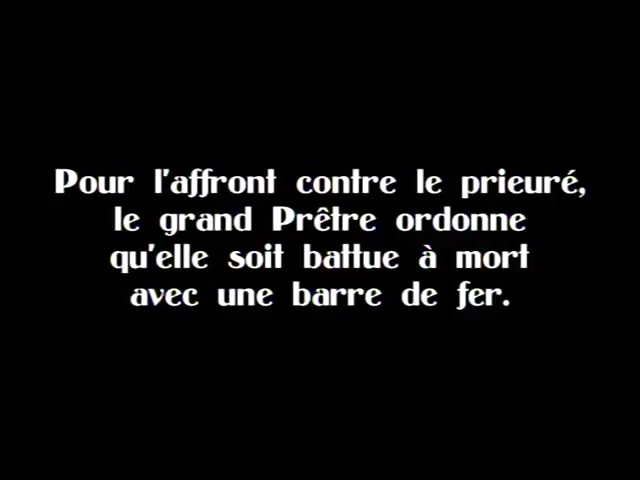 Pour l'affront contre le prieuré,
le grand Prêtre ordonne
qu'elle soit battue à mort
avec une barre de fer.